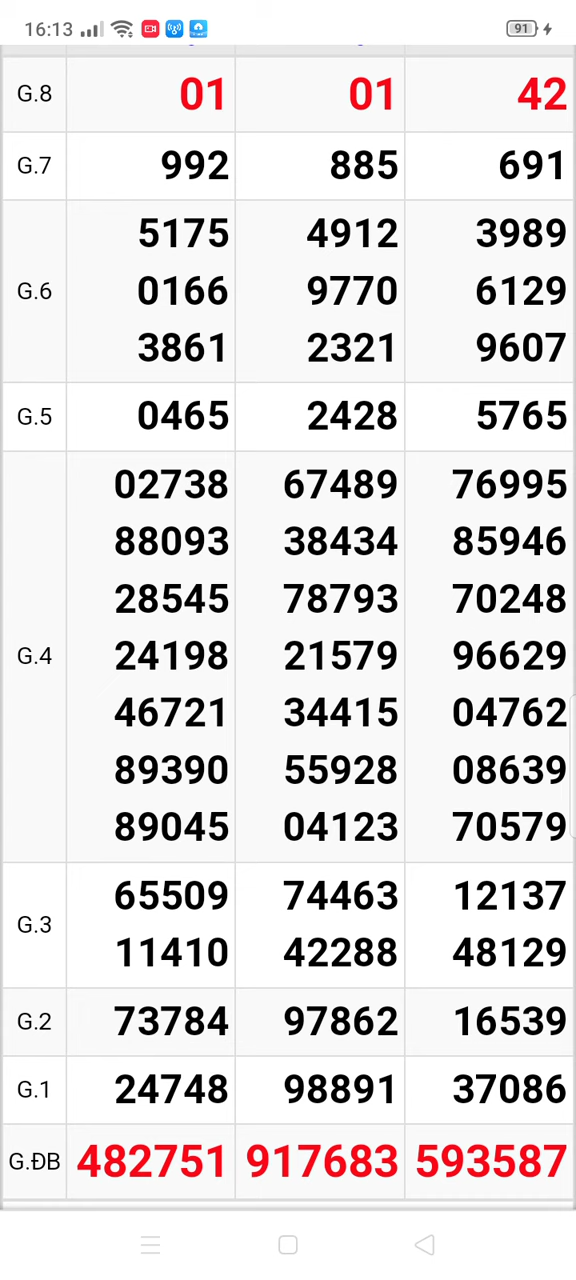 16:13 91
G.8 01 01 42
G.7 992 885 691
5175 4912 3989
G.6 0166 9770 6129
3861 2321 9607
G.5 0465 2428 5765
02738 67489 76995
88093 38434 85946
28545 78793 70248
G.4 24198 21579 96629
46721 34415 04762
89390 55928 08639
89045 04123 70579
65509 74463 12137
G.3
11410 42288 48129
G.2 73784 97862 16539
G.1 24748 98891 37086
G.ĐB 482751 917683 593587